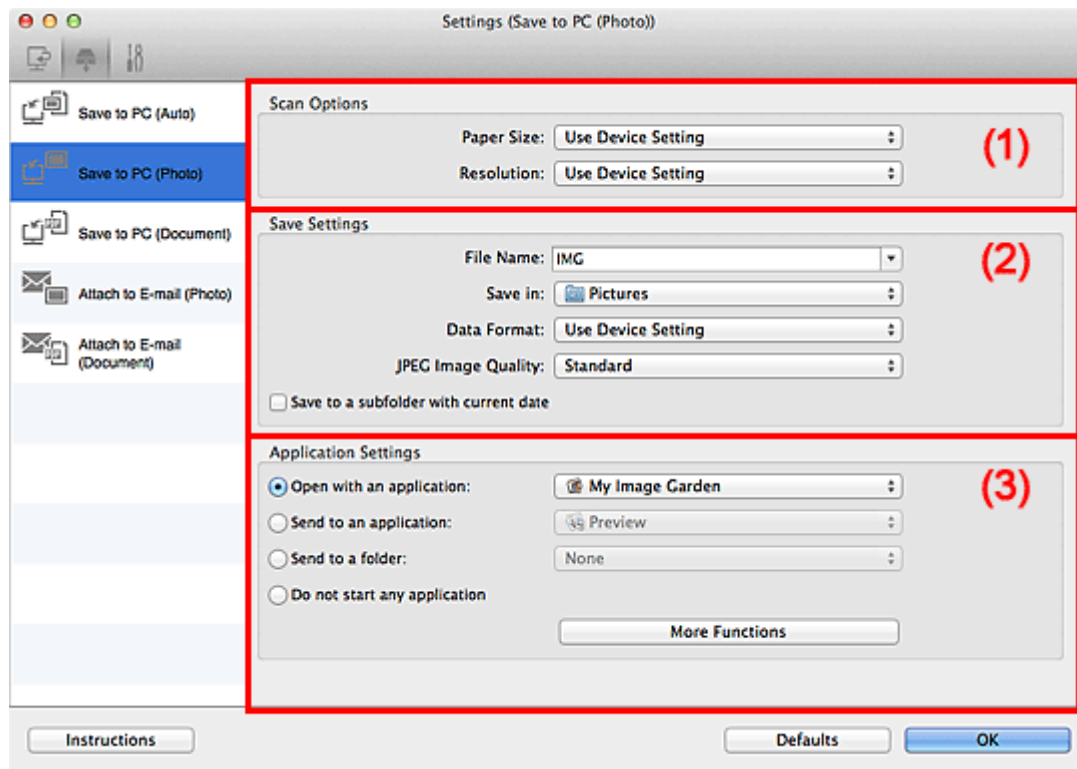 Settings (Save to PC (Photo))
Save to PC (Auto)
Save to PC (Photo)
Save to PC (Document)
Attach to E-mail (Photo)
Attach to E-mail
(Document)
Scan Options
Paper Size: Use Device Setting
Resolution: Use Device Setting
(1)
Save Settings
File Name: IMG
Save in: Pictures
Data Format: Use Device Setting
JPEG Image Quality: Standard
Save to a subfolder with current date
(2)
Application Settings
Open with an application: My Image Garden
Send to an application: Preview
Send to a folder: None
Do not start any application
More Functions
(3)
Instructions
Defaults
OK